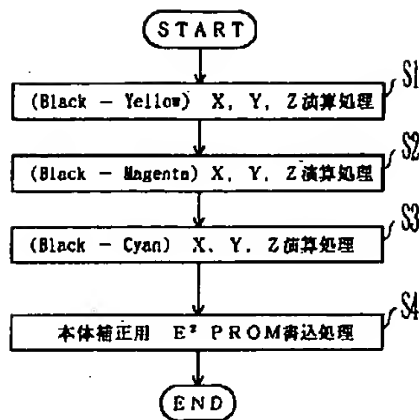 START
S1
(Black - Yellow) X, Y, Z演算処理
S2
(Black - Magenta) X, Y, Z演算処理
S3
(Black - Cyan) X, Y, Z演算処理
S4
本体補正用 E² PROM書込処理
END